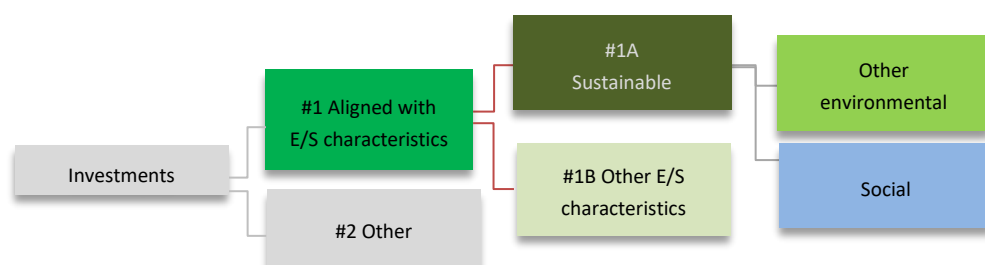 Investments
#1 Aligned with
E/S characteristics
#2 Other
#1A
Sustainable
#1B Other E/S
characteristics
Other
environmental
Social